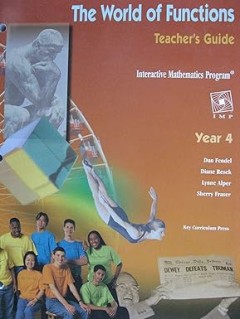 The World of Functions
Teacher's Guide
Interactive Mathematics Program®
IMP
Year 4
Dan Fendel
Diane Resek
Lynne Alper
Sherry Fraser
Key Curriculum Press
DEWEY DEFEATS TRUMAN